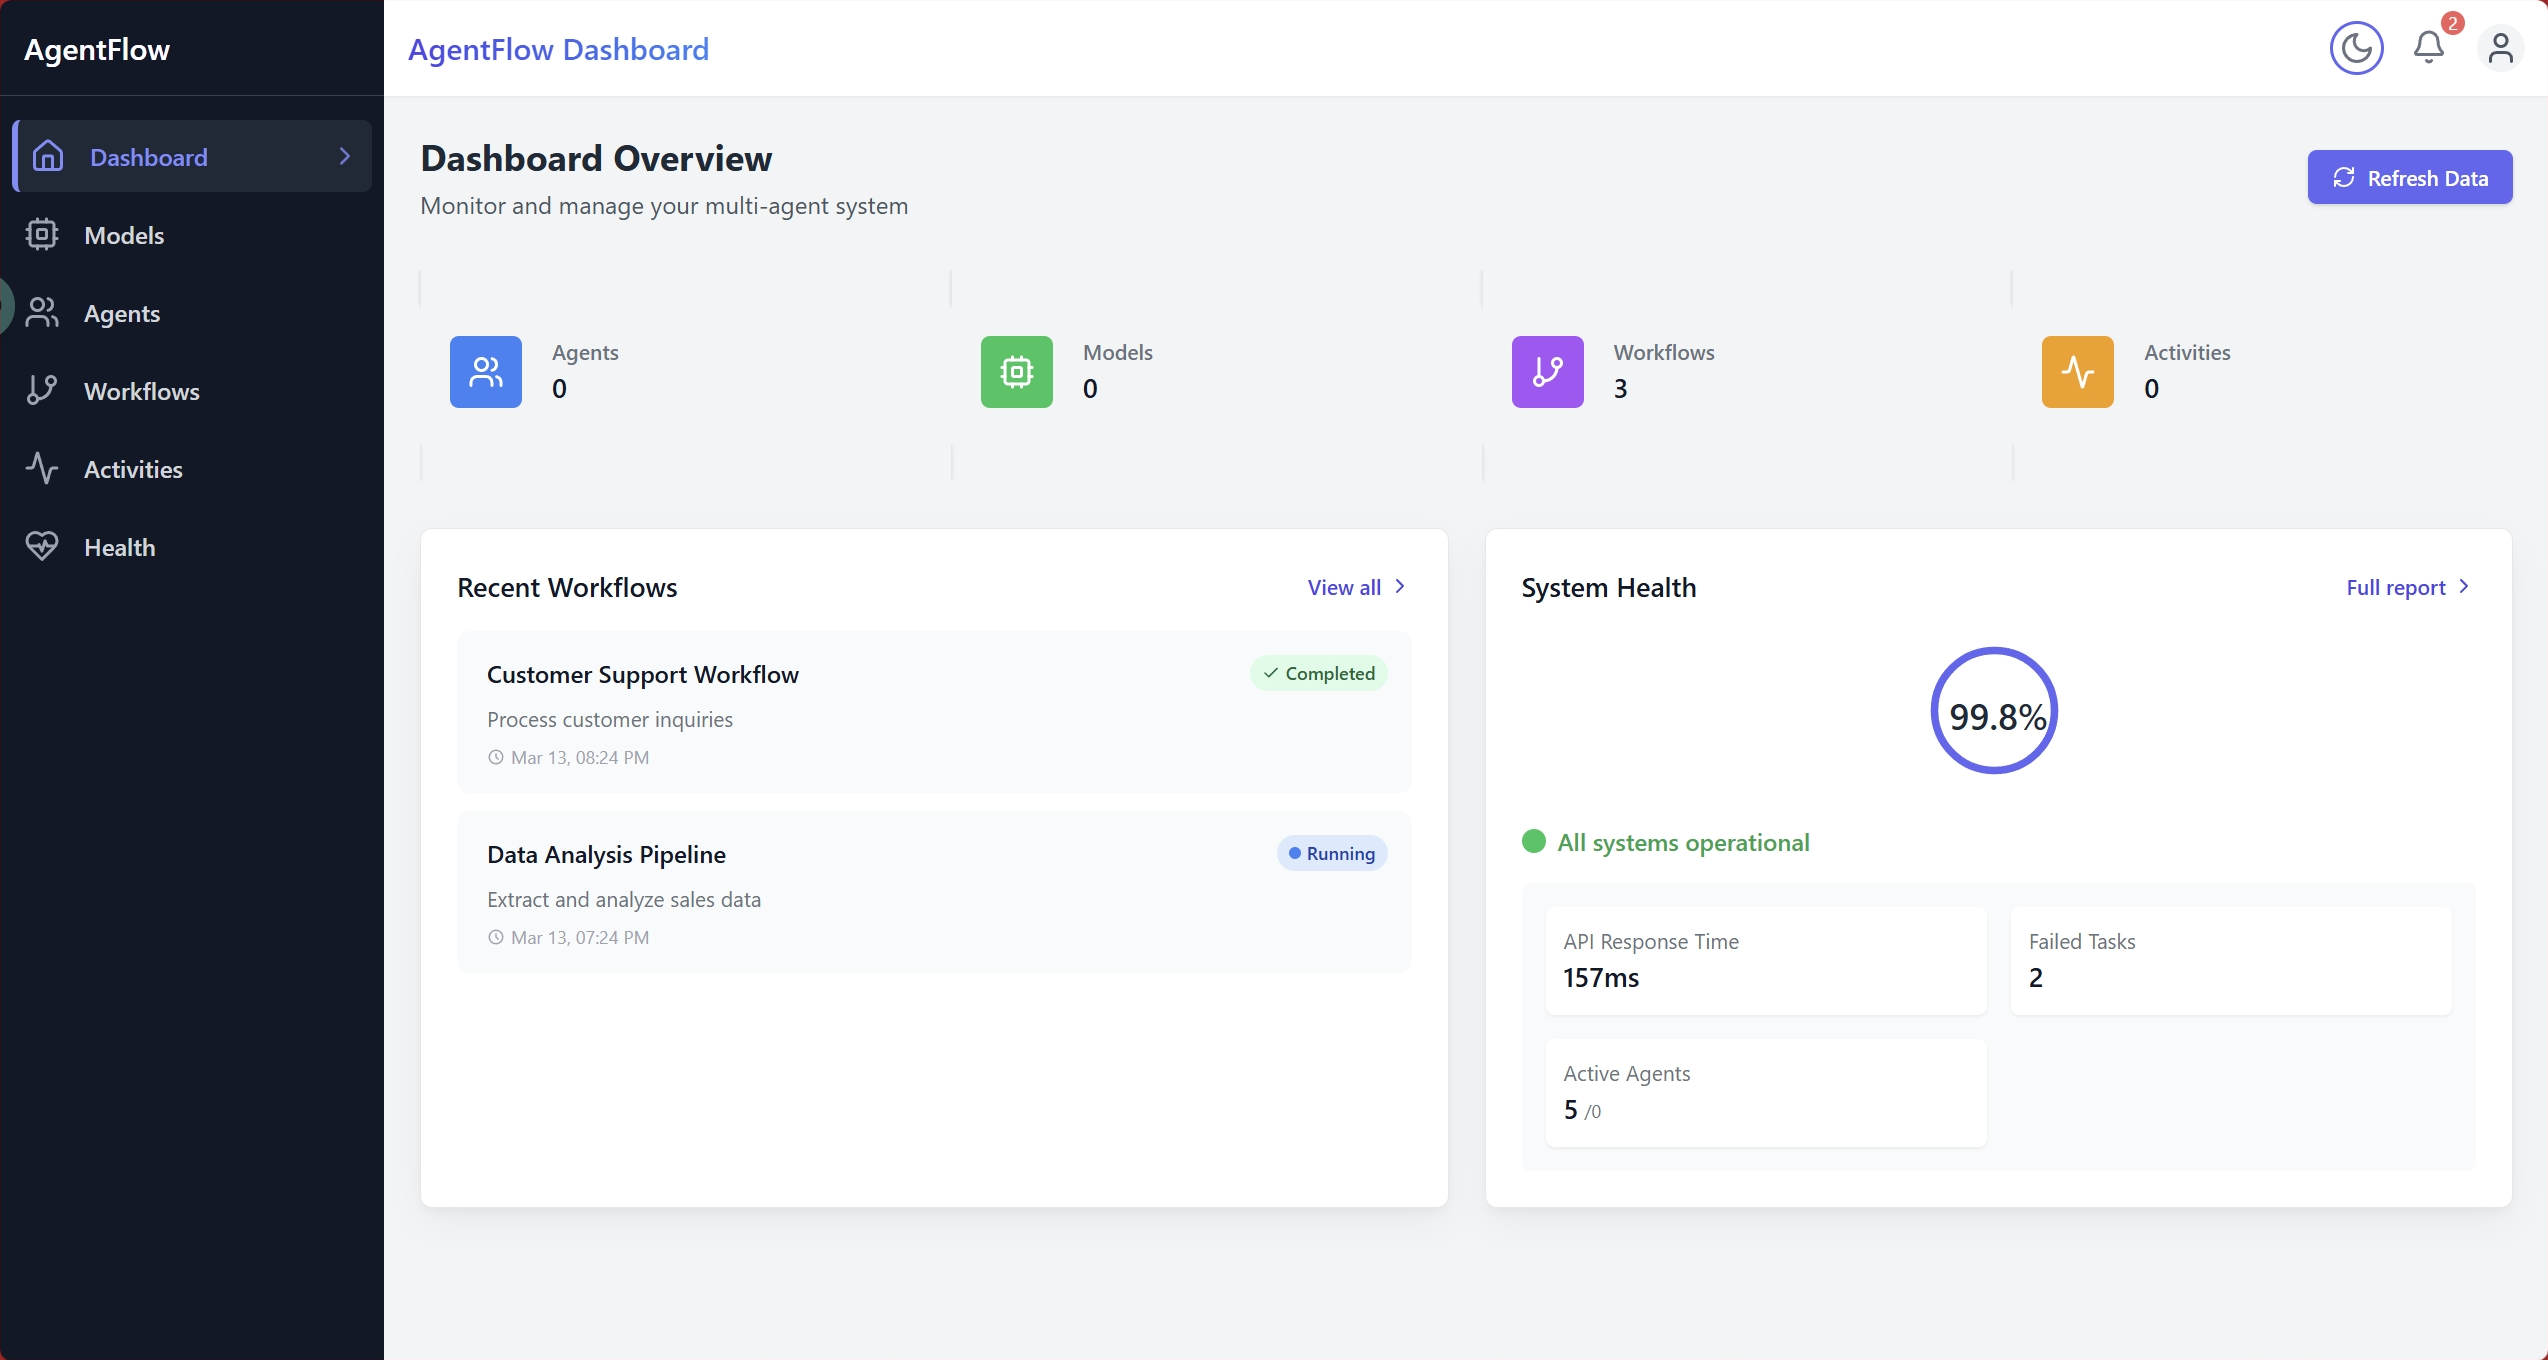 AgentFlow
Dashboard
Models
Agents
Workflows
Activities
Health
AgentFlow Dashboard
2
Dashboard Overview
Monitor and manage your multi-agent system
Refresh Data
Agents
0
Models
0
Workflows
3
Activities
0
Recent Workflows
View all
Customer Support Workflow
Completed
Process customer inquiries
Mar 13, 08:24 PM
Data Analysis Pipeline
Running
Extract and analyze sales data
Mar 13, 07:24 PM
System Health
Full report
99.8%
All systems operational
API Response Time
157ms
Failed Tasks
2
Active Agents
5 /0